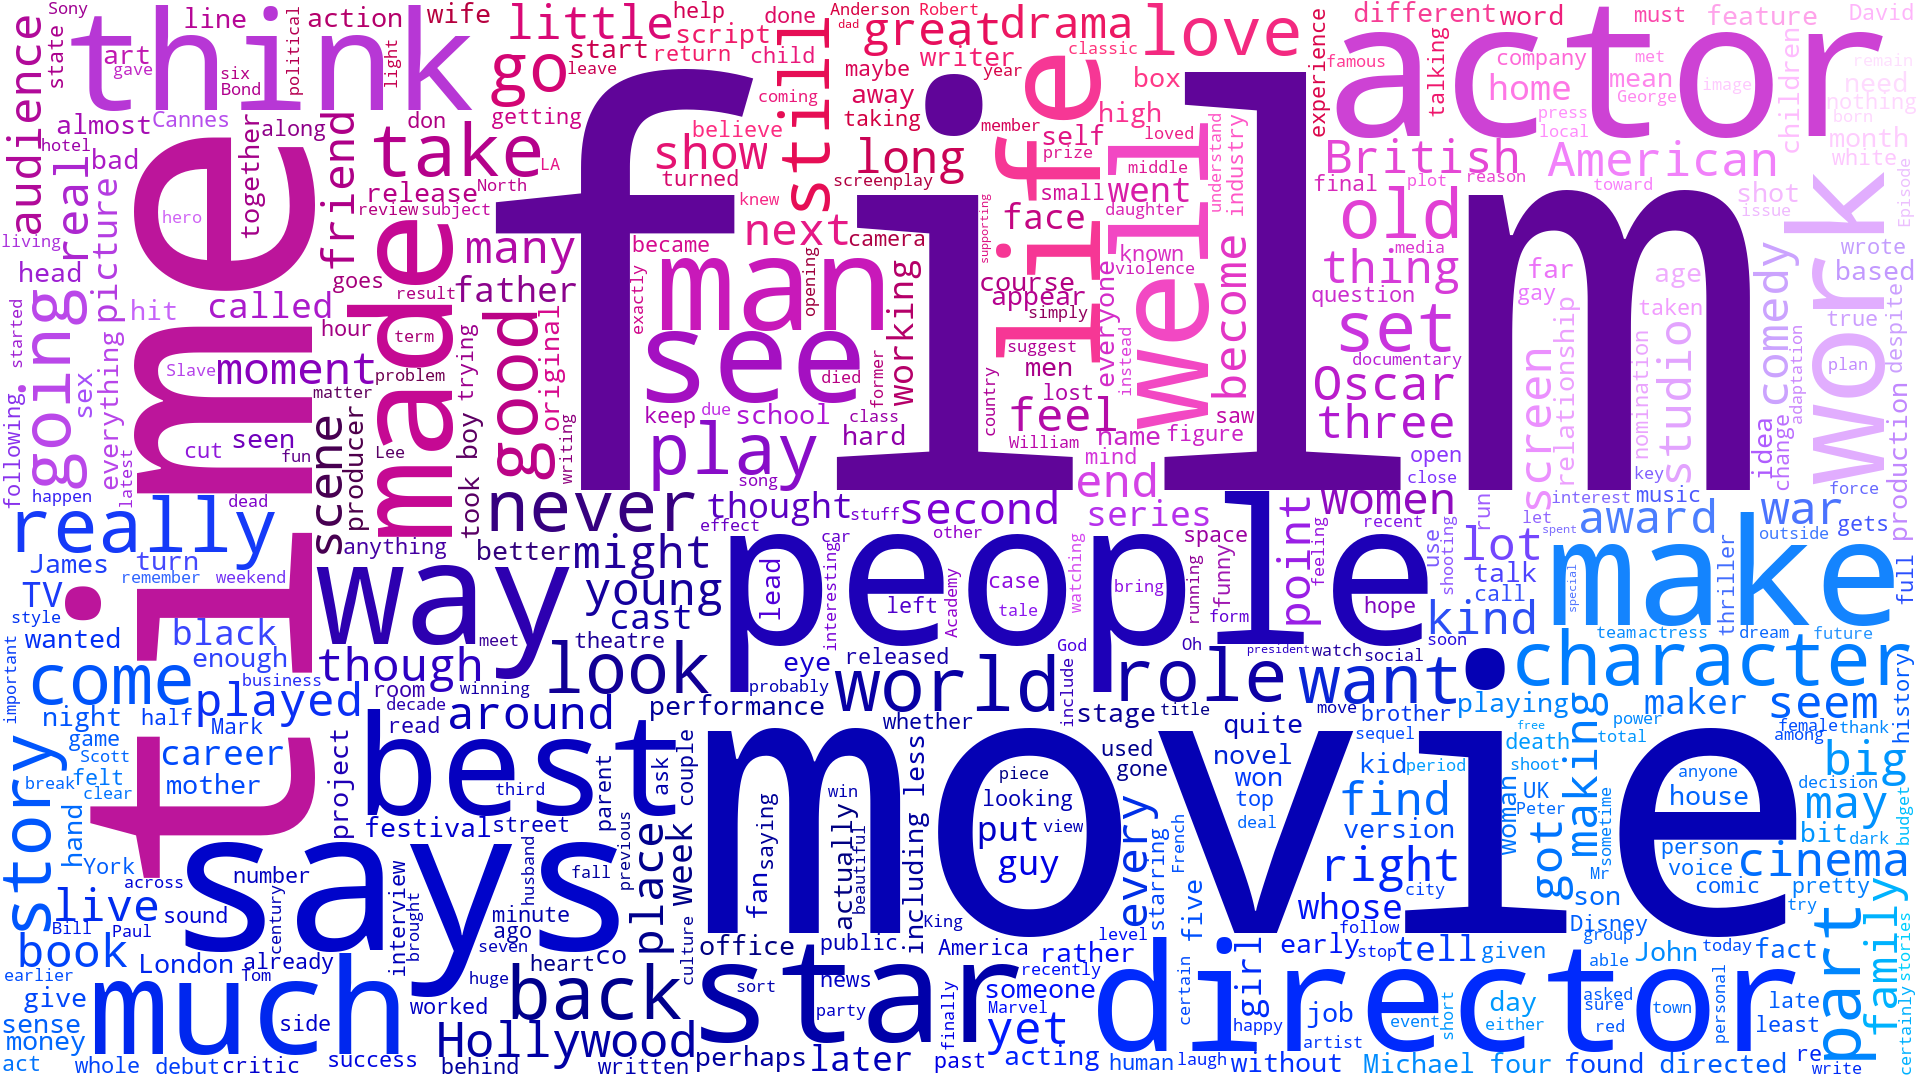 film
movie
time
people
actor
says
director
star
think
make
way
best
much
made
well
life
work
man
see
good
love
never
really
look
world
role
want
character
back
Hollywood
story
come
part
going
take
go
little
great
drama
still
show
long
next
many
father
play
old
thing
set
Oscar
three
British
American
women
lot
kind
award
war
seem
big
may
cinema
family
find
right
got
making
tell
yet
every
place
book
live
career
played
around
though
young
might
cast
second
series
thought
point
end
feel
face
went
become
studio
screen
comedy
home
different
word
feature
David
must
need
nothing
remain
image
children
born
month
white
Episode
company
met
mean
George
press
local
talking
famous
experience
Sony
line
action
wife
help
script
done
Anderson
Robert
dad
classic
writer
start
return
child
leave
art
gave
state
six
Bond
political
light
audience
almost
Cannes
along
together
hotel
bad
real
friend
don
getting
coming
believe
maybe
away
taking
year
member
self
high
box
loved
prize
middle
understand
industry
small
daughter
known
violence
supporting
screenplay
turned
knew
LA
North
release
review
subject
hero
living
head
picture
hit
called
goes
result
hour
term
became
camera
opening
exactly
working
original
course
appear
simply
suggest
everyone
instead
men
lost
country
William
name
mind
figure
saw
final
plot
reason
toward
shot
issue
media
question
far
gay
age
taken
wrote
based
despite
true
plan
relationship
nomination
documentary
idea
change
adaptation
production
open
close
key
started
following
everything
sex
latest
moment
Slave
matter
problem
scene
producer
Lee
cut
seen
fun
dead
happen
took
boy
trying
writing
keep
due
school
died
former
class
hard
song
stuff
effect
car
other
space
feeling
recent
run
use
shooting
interest
music
let
spent
outside
force
gets
full
thriller
talk
call
special
team
actress
dream
future
James
turn
anything
better
TV
remember
weekend
style
wanted
black
enough
business
important
meet
theatre
lead
interesting
left
Academy
case
tale
watching
bring
running
funny
form
hope
God
Oh
president
watch
social
soon
eye
released
probably
room
decade
winning
read
performance
whether
include
stage
title
quite
move
brother
playing
maker
history
sequel
free
power
total
female
thank
among
night
half
Mark
game
Scott
felt
break
clear
mother
project
hand
York
third
parent
ask
couple
Week
less
including
used
gone
novel
won
top
deal
kid
period
death
shoot
woman
UK
Peter
anyone
house
decision
budget
version
bit
dark
sometime
Mr
person
voice
comic
pretty
try
festival
street
previous
fan
saying
win
actually
beautiful
piece
looking
put
view
guy
starring
French
city
whose
son
Disney
follow
group
across
number
husband
fall
century
interview
brought
minute
ago
seven
heart
co
culture
office
public
King
America
rather
level
five
certain
early
stop
given
John
today
fact
stories
certainly
Bill
Paul
sound
London
already
earlier
Tom
give
sense
money
act
whole
debut
critic
side
success
worked
huge
behind
written
sort
news
party
perhaps
later
finally
recently
someone
Marvel
past
acting
human
laugh
girl
happy
without
job
artist
event
short
day
either
able
asked
sure
red
town
personal
late
least
Michael
four
found
directed
re
write